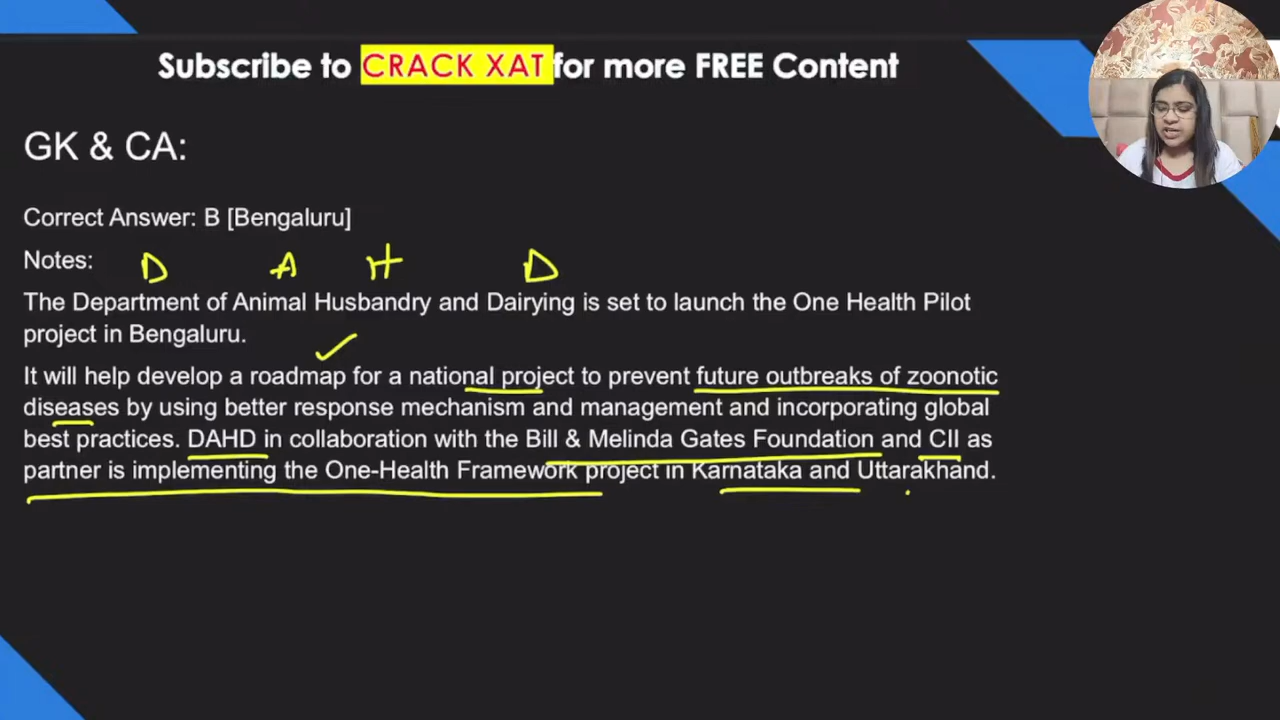 Subscribe to CRACK XAT for more FREE Content
GK & CA:
Correct Answer: B [Bengaluru]
Notes:
D A H D
The Department of Animal Husbandry and Dairying is set to launch the One Health Pilot
project in Bengaluru.
It will help develop a roadmap for a national project to prevent future outbreaks of zoonotic
diseases by using better response mechanism and management and incorporating global
best practices. DAHD in collaboration with the Bill & Melinda Gates Foundation and CII as
partner is implementing the One-Health Framework project in Karnataka and Uttarakhand.